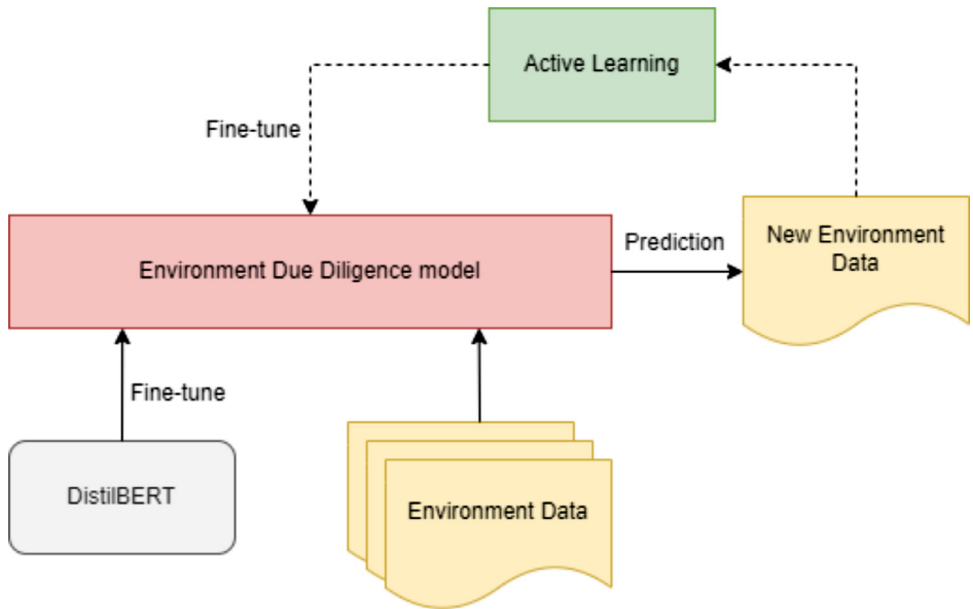 Active Learning
Fine-tune
Environment Due Diligence model
Prediction
New Environment
Data
Fine-tune
DistilBERT
Environment Data